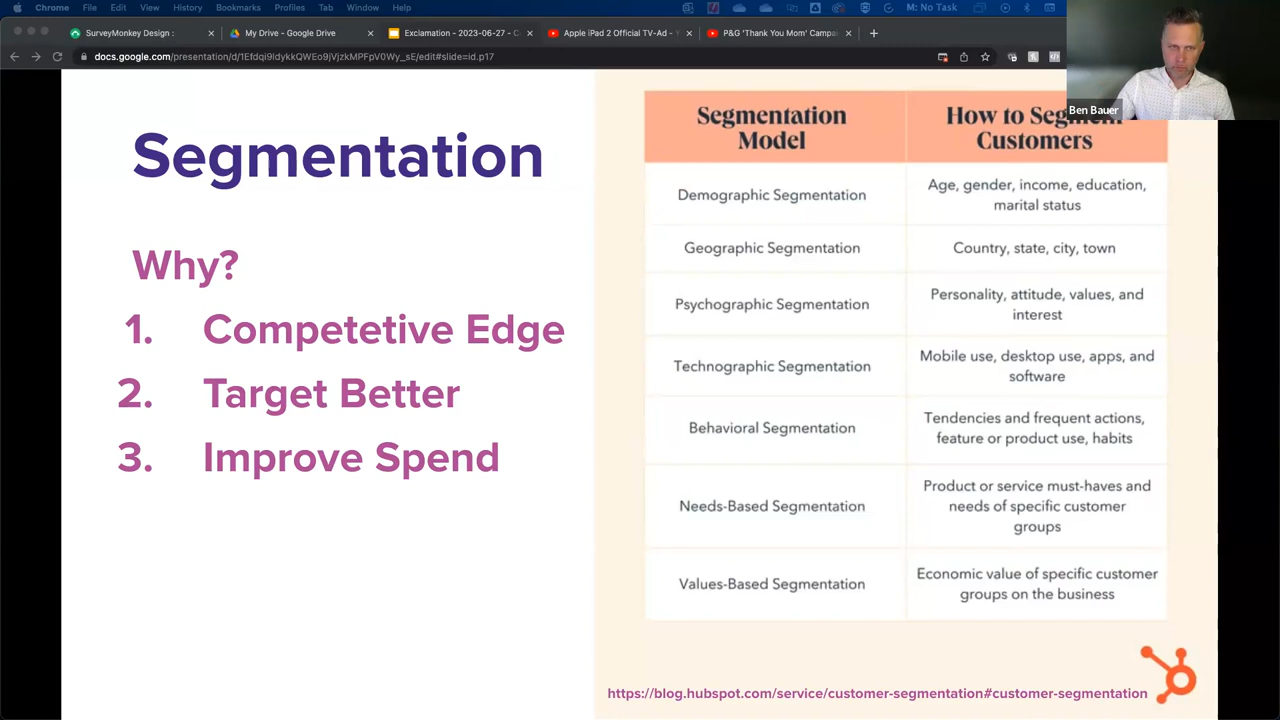 Chrome File Edit View History Bookmarks Profiles Tab Window Help
M: No Task
SurveyMonkey Design :
My Drive - Google Drive
Exclamation - 2023-06-27 - C
Apple iPad 2 Official TV-Ad - Y
P&G 'Thank You Mom' Campai
docs.google.com/presentation/d/1Efdqi9IdykkQWEo9jVjzkMPFpV0Wy_sE/edit#slide=id.p17
Ben Bauer
Segmentation
Why?
1. Competetive Edge
2. Target Better
3. Improve Spend
Segmentation Model
How to Segment Customers
Demographic Segmentation
Age, gender, income, education,
marital status
Geographic Segmentation
Country, state, city, town
Psychographic Segmentation
Personality, attitude, values, and
interest
Technographic Segmentation
Mobile use, desktop use, apps, and
software
Behavioral Segmentation
Tendencies and frequent actions,
feature or product use, habits
Needs-Based Segmentation
Product or service must-haves and
needs of specific customer
groups
Values-Based Segmentation
Economic value of specific customer
groups on the business
https://blog.hubspot.com/service/customer-segmentation#customer-segmentation